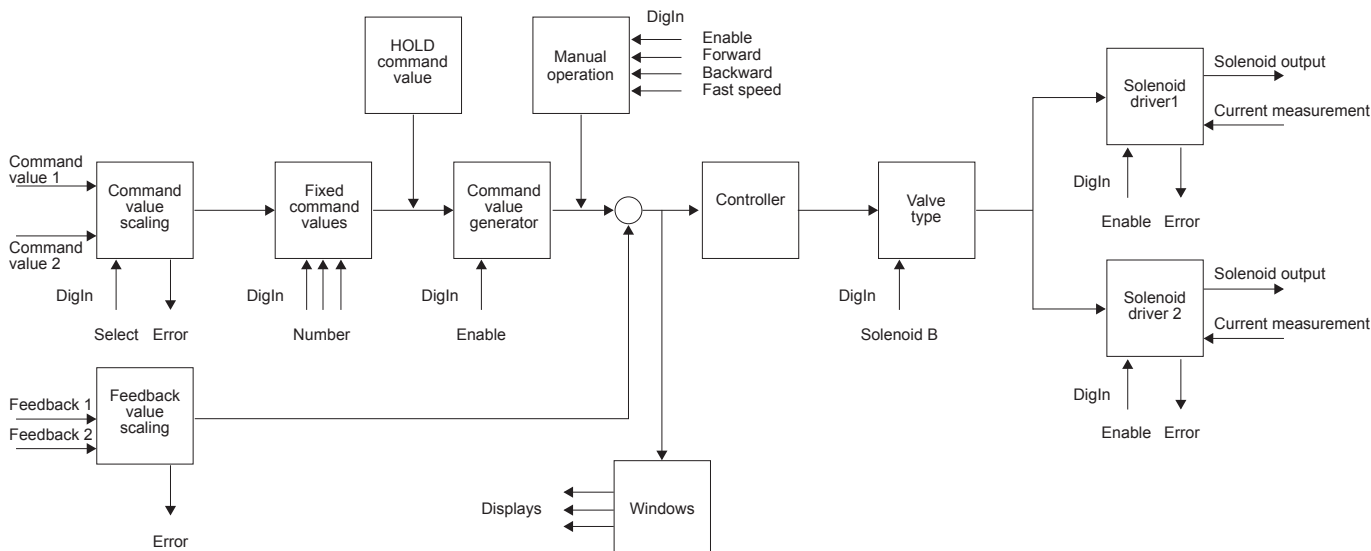 DigIn
HOLD
command
value
Manual
operation
Enable
Forward
Backward
Fast speed
Solenoid
driver1
Solenoid output
Current measurement
DigIn
Enable
Error
Command
value 1
Command
value 2
Command
value
scaling
Fixed
command
values
Command
value
generator
Controller
Valve
type
DigIn
Select
Error
DigIn
Number
DigIn
Enable
DigIn
Solenoid B
Solenoid
driver 2
Solenoid output
Current measurement
DigIn
Enable
Error
Feedback 1
Feedback 2
Feedback
value
scaling
Error
Displays
Windows